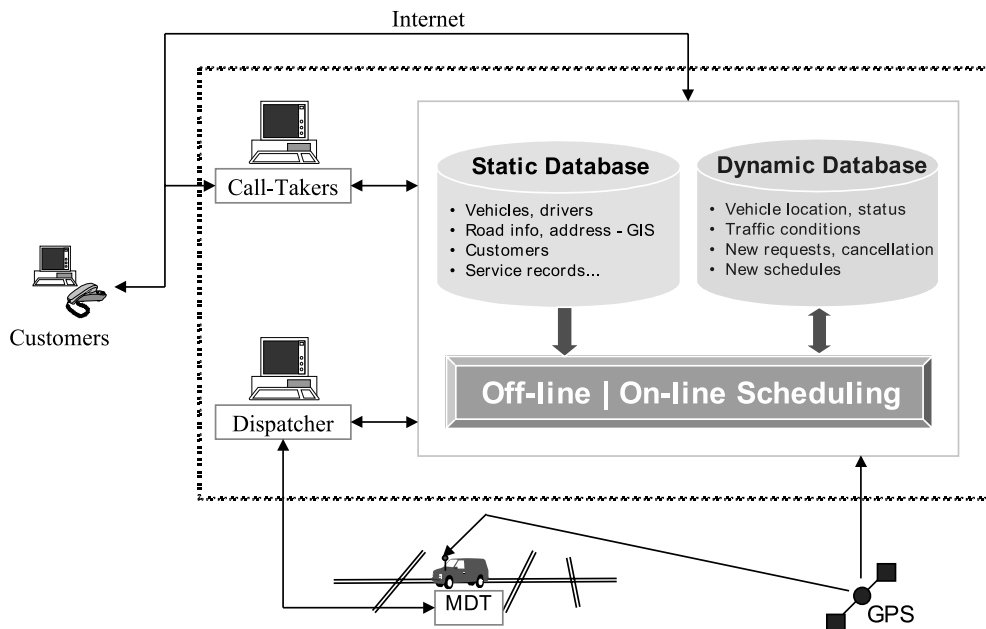 Internet
Call-Takers
Static Database
• Vehicles, drivers
• Road info, address - GIS
• Customers
• Service records...
Dynamic Database
• Vehicle location, status
• Traffic conditions
• New requests, cancellation
• New schedules
Customers
Off-line | On-line Scheduling
Dispatcher
MDT
GPS